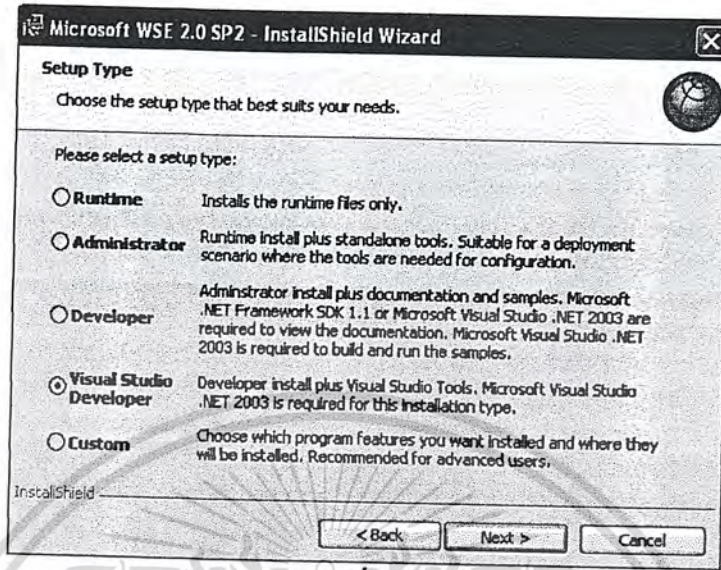 Microsoft WSE 2.0 SP2 - InstallShield Wizard
Setup Type
Choose the setup type that best suits your needs.
Please select a setup type:
Runtime Installs the runtime files only.
Administrator Runtime install plus standalone tools. Suitable for a deployment
scenario where the tools are needed for configuration.
Developer Adminstrator install plus documentation and samples. Microsoft
.NET Framework SDK 1.1 or Microsoft Visual Studio .NET 2003 are
required to view the documentation. Microsoft Visual Studio .NET
2003 is required to build and run the samples.
Visual Studio Developer Developer install plus Visual Studio Tools. Microsoft Visual Studio
.NET 2003 is required for this installation type.
Custom Choose which program features you want installed and where they
will be installed. Recommended for advanced users.
InstallShield
< Back Next > Cancel